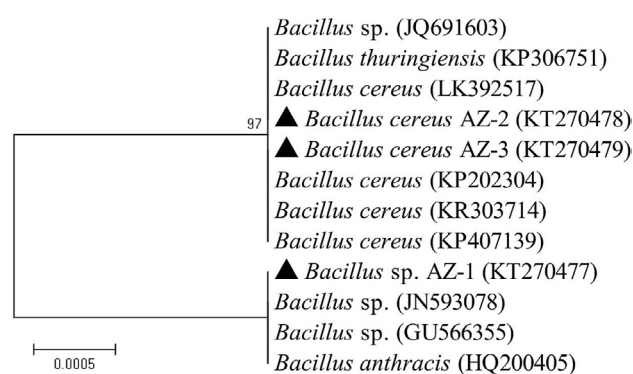 Bacillus sp. (JQ691603)
Bacillus thuringiensis (KP306751)
Bacillus cereus (LK392517)
97
▲ Bacillus cereus AZ-2 (KT270478)
▲ Bacillus cereus AZ-3 (KT270479)
Bacillus cereus (KP202304)
Bacillus cereus (KR303714)
Bacillus cereus (KP407139)
▲ Bacillus sp. AZ-1 (KT270477)
Bacillus sp. (JN593078)
Bacillus sp. (GU566355)
Bacillus anthracis (HQ200405)
0.0005